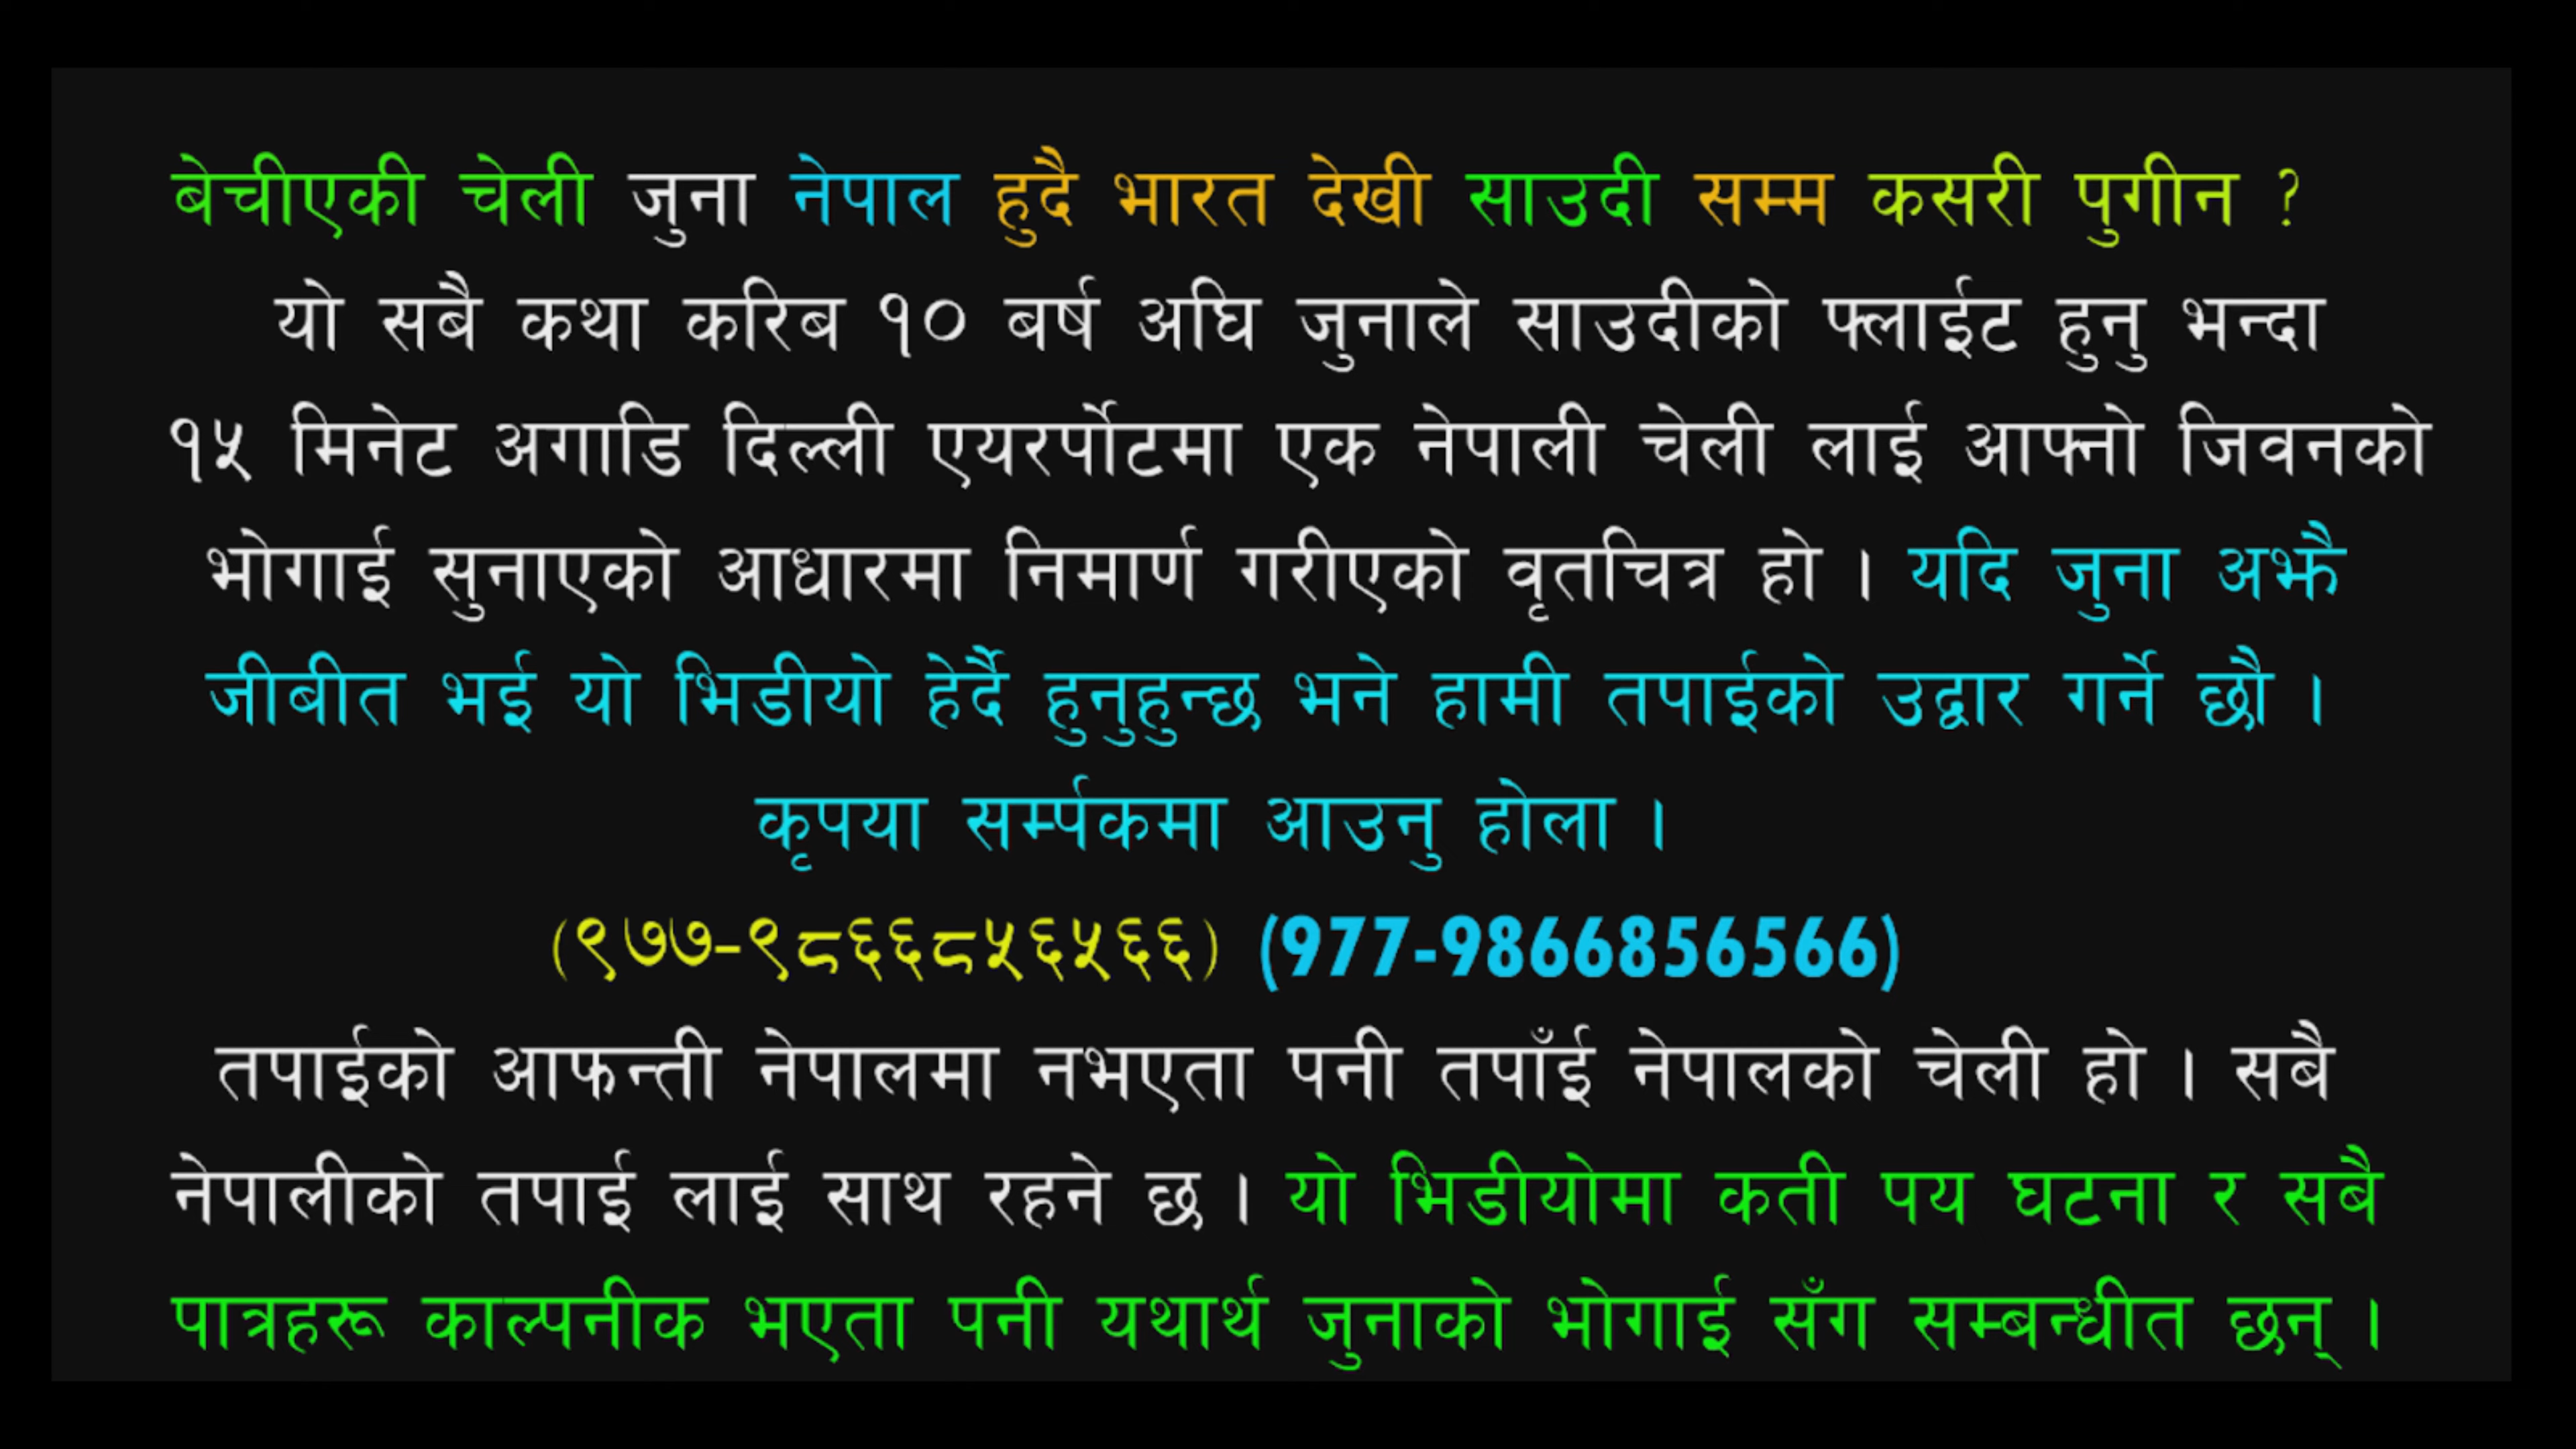 बेचीएकी चेली जुना नेपाल हुदै भारत देखी साउदी सम्म कसरी पुगीन ?
यो सबै कथा करिब १० बर्ष अघि जुनाले साउदीको फ्लाईट हुनु भन्दा
१५ मिनेट अगाडि दिल्ली एयरर्पोटमा एक नेपाली चेली लाई आफ्नो जिवनको
भोगाई सुनाएको आधारमा निमार्ण गरीएको वृतचित्र हो । यदि जुना अझै
जीबीत भई यो भिडीयो हेर्दै हुनुहुन्छ भने हामी तपाईको उद्वार गर्ने छौ ।
कृपया सर्म्पकमा आउनु होला ।
(९७७-९८६६८५६५६६) (977-9866856566)
तपाईको आफन्ती नेपालमा नभएता पनी तपाँई नेपालको चेली हो । सबै
नेपालीको तपाई लाई साथ रहने छ । यो भिडीयोमा कती पय घटना र सबै
पात्रहरू काल्पनीक भएता पनी यथार्थ जुनाको भोगाई सँग सम्बन्धीत छन् ।